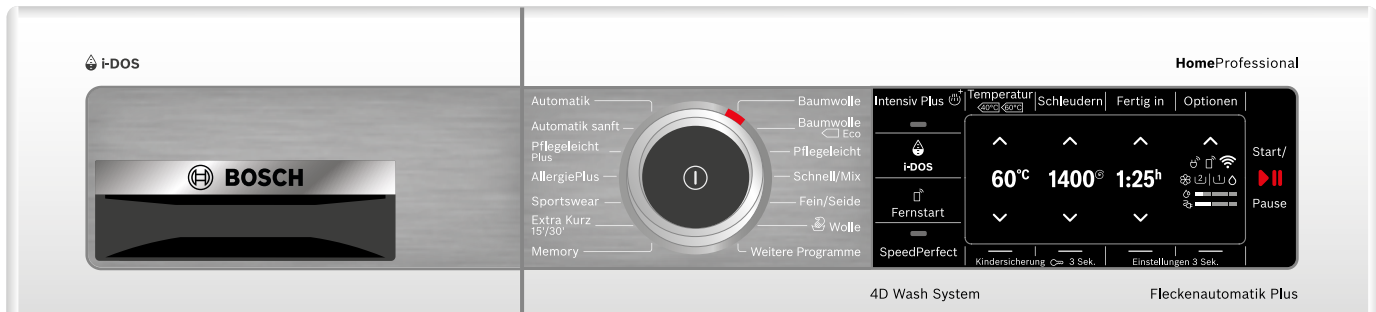 i-DOS
HomeProfessional
BOSCH
Automatik
Automatik sanft
Pflegeleicht
Plus
AllergiePlus
Sportswear
Extra Kurz
15'/30'
Memory
Baumwolle
Baumwolle
Eco
Pflegeleicht
Schnell/Mix
Fein/Seide
Wolle
Weitere Programme
Intensiv Plus
i-DOS
Fernstart
SpeedPerfect
Temperatur
40°C 60°C
Schleudern
Fertig in
Optionen
60°C
1400
1:25h
2 1
Kindersicherung 3 Sek.
Einstellungen 3 Sek.
Start/
Pause
4D Wash System
Fleckenautomatik Plus